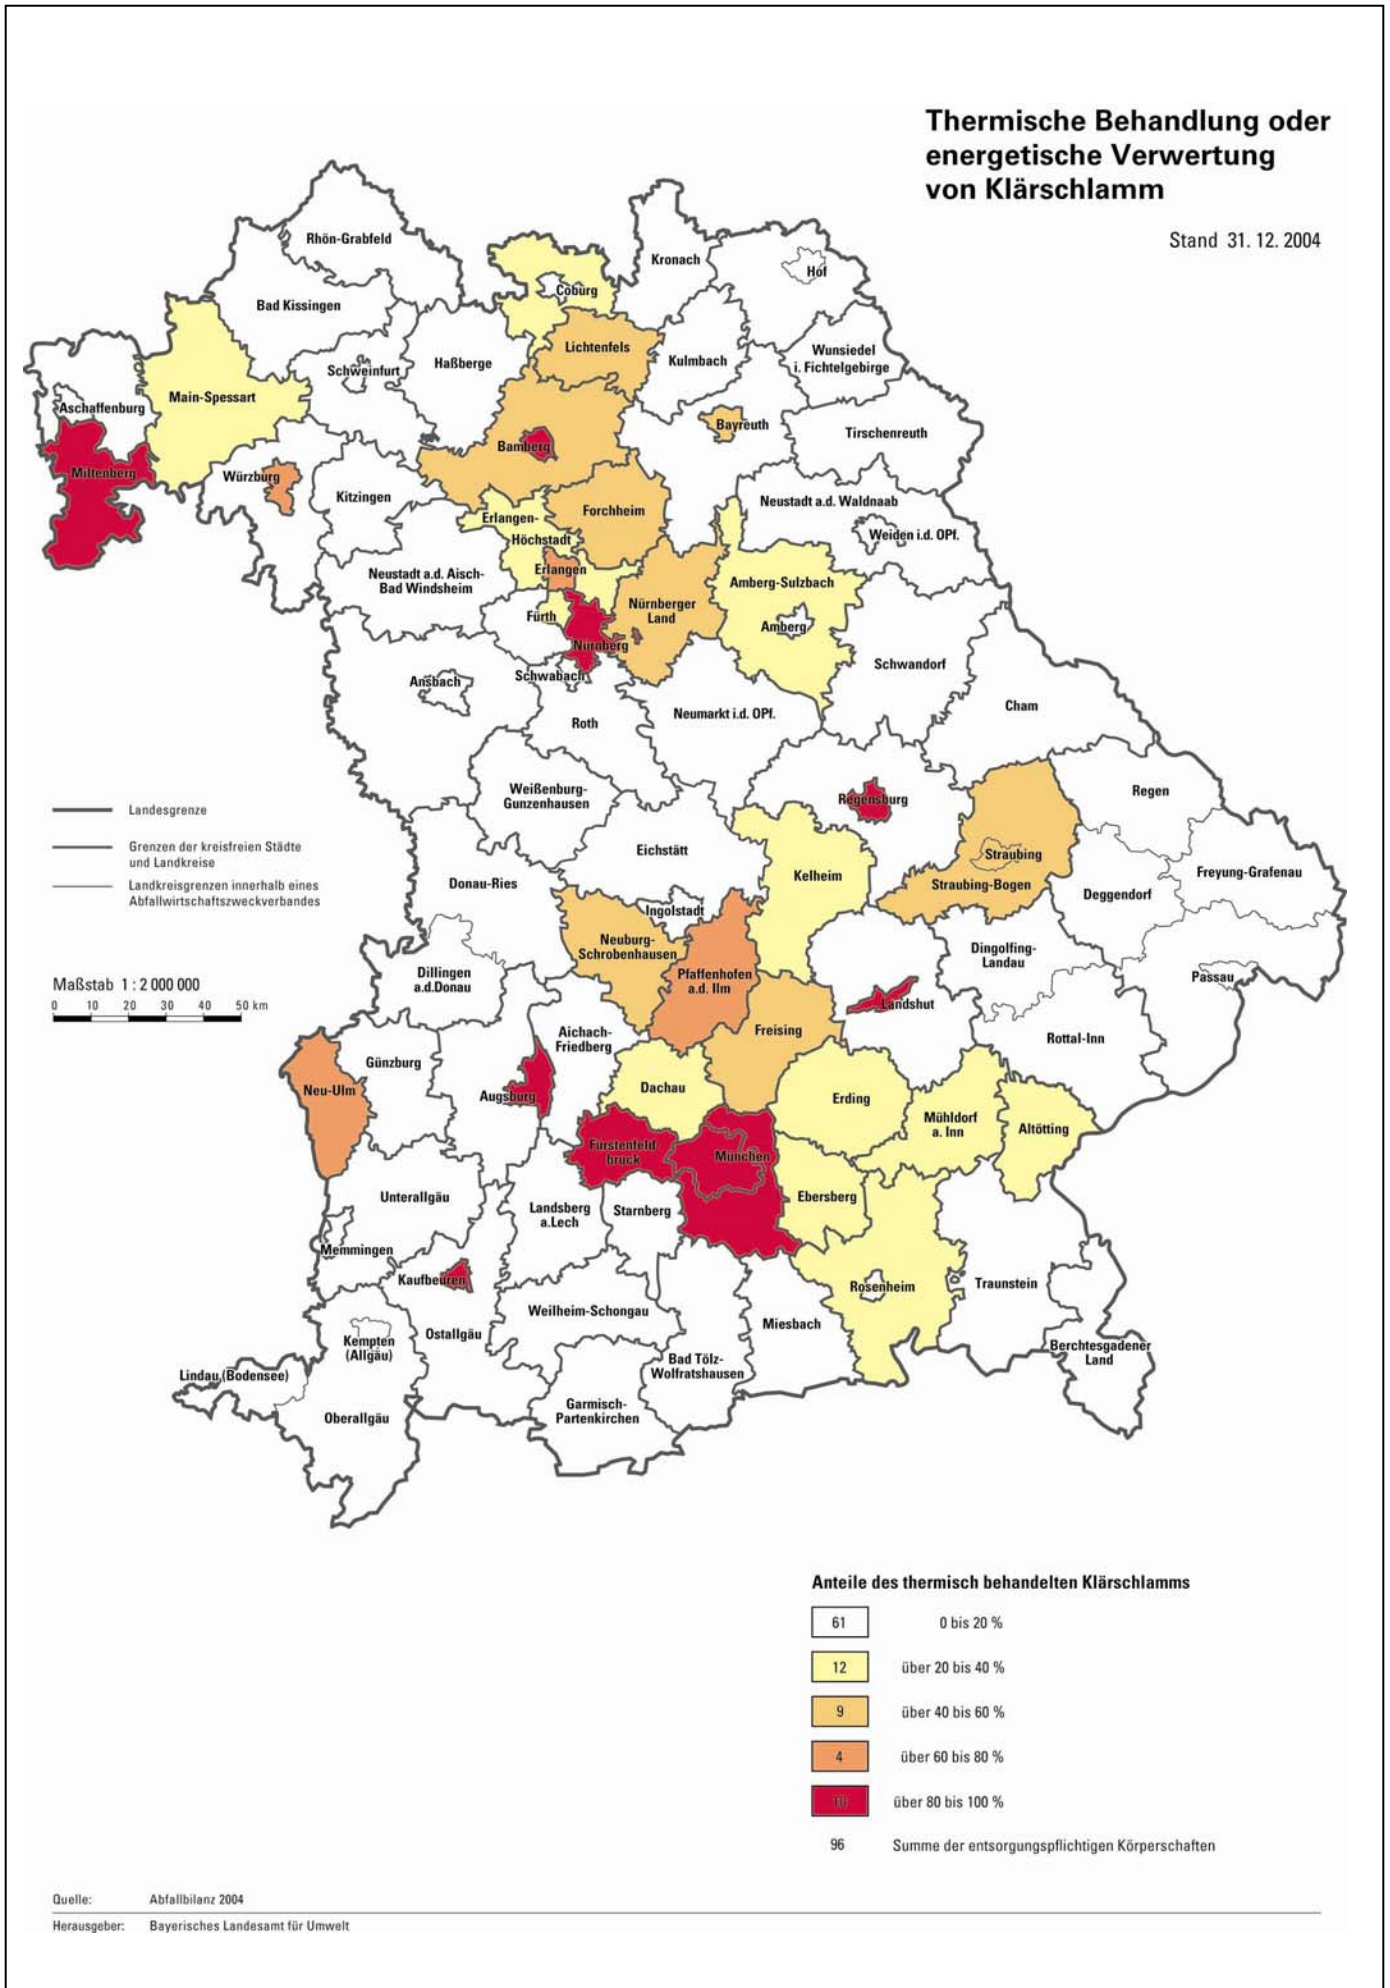 Thermische Behandlung oder
energetische Verwertung
von Klärschlamm
Stand 31. 12. 2004
Rhön-Grabfeld
Kronach
Hof
Coburg
Bad Kissingen
Lichtenfels
Kulmbach
Wunsiedel
i. Fichtelgebirge
Haßberge
Schweinfurt
Main-Spessart
Aschaffenburg
Bayreuth
Tirschenreuth
Bamberg
Miltenberg
Würzburg
Kitzingen
Neustadt a.d. Waldnaab
Forchheim
Erlangen-
Höchstadt
Weiden i.d. OPf.
Erlangen
Neustadt a.d. Aisch-
Bad Windsheim
Amberg-Sulzbach
Nürnberger
Land
Fürth
Amberg
Nürnberg
Schwandorf
Schwabach
Ansbach
Cham
Neumarkt i.d. OPf.
Roth
Weißenburg-
Gunzenhausen
Regensburg
Regen
Landesgrenze
Grenzen der kreisfreien Städte
und Landkreise
Landkreisgrenzen innerhalb eines
Abfallwirtschaftszweckverbandes
Eichstätt
Straubing
Kelheim
Freyung-Grafenau
Donau-Ries
Straubing-Bogen
Deggendorf
Ingolstadt
Neuburg-
Schrobenhausen
Dingolfing-
Landau
Pfaffenhofen
a.d. Ilm
Dillingen
a.d.Donau
Passau
Maßstab 1 : 2 000 000
0 10 20 30 40 50 km
Landshut
Aichach-
Friedberg
Freising
Rottal-Inn
Günzburg
Neu-Ulm
Augsburg
Dachau
Erding
Mühldorf
a. Inn
Altötting
Fürstenfeld
bruck
München
Unterallgäu
Ebersberg
Landsberg
a.Lech
Starnberg
Memmingen
Kaufbeuren
Rosenheim
Traunstein
Weilheim-Schongau
Miesbach
Ostallgäu
Kempten
(Allgäu)
Berchtesgadener
Land
Bad Tölz-
Wolfratshausen
Lindau (Bodensee)
Oberallgäu
Garmisch-
Partenkirchen
Anteile des thermisch behandelten Klärschlamms
61 0 bis 20 %
12 über 20 bis 40 %
9 über 40 bis 60 %
4 über 60 bis 80 %
10 über 80 bis 100 %
96 Summe der entsorgungspflichtigen Körperschaften
Quelle: Abfallbilanz 2004
Herausgeber: Bayerisches Landesamt für Umwelt